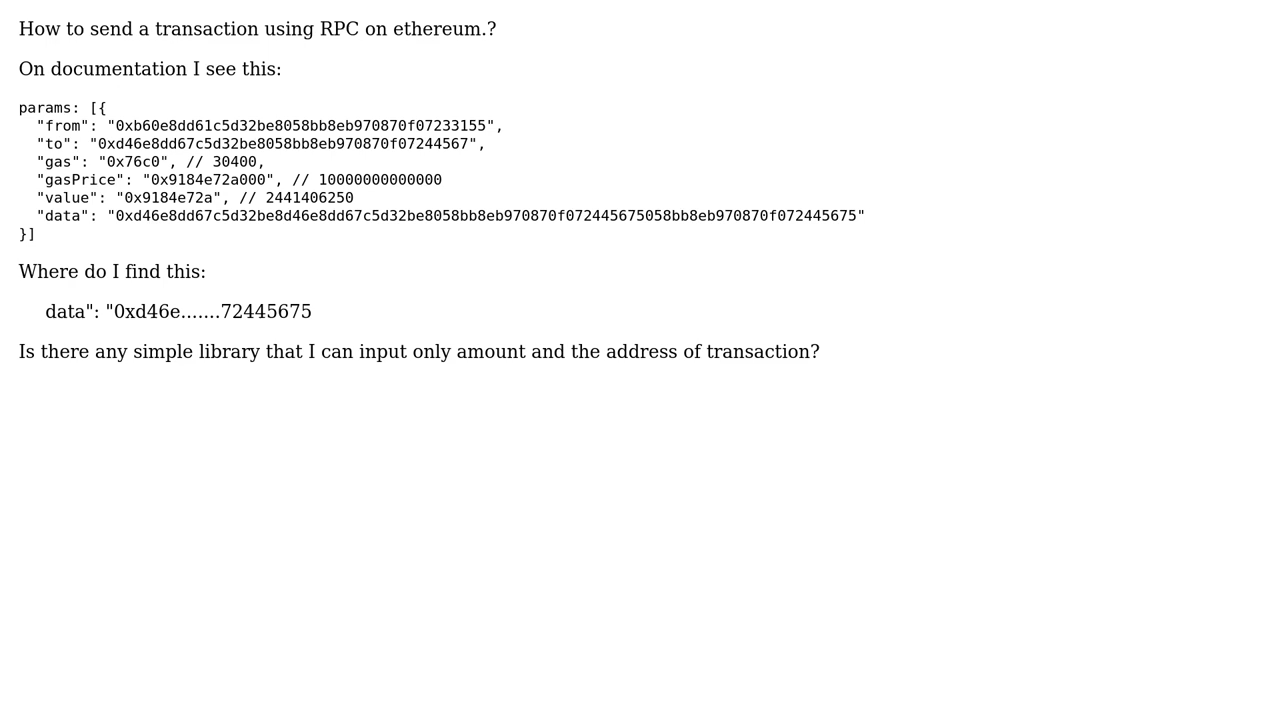 How to send a transaction using RPC on ethereum.?
On documentation I see this:
params: [{
  "from": "0xb60e8dd61c5d32be8058bb8eb970870f07233155",
  "to": "0xd46e8dd67c5d32be8058bb8eb970870f07244567",
  "gas": "0x76c0", // 30400,
  "gasPrice": "0x9184e72a000", // 10000000000000
  "value": "0x9184e72a", // 2441406250
  "data": "0xd46e8dd67c5d32be8d46e8dd67c5d32be8058bb8eb970870f072445675058bb8eb970870f072445675"
}]
Where do I find this:
data": "0xd46e.......72445675
Is there any simple library that I can input only amount and the address of transaction?